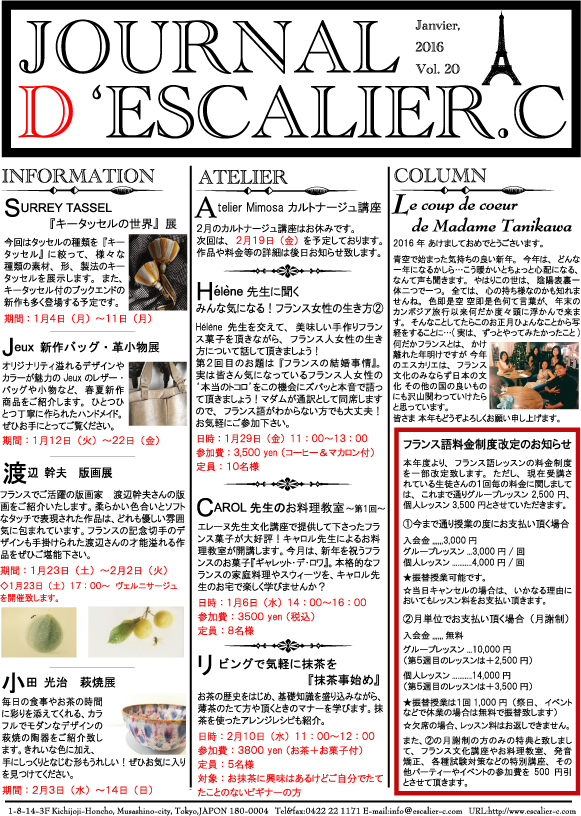 JOURNAL
D 'ESCALIER.C
Janvier,
2016
Vol. 20
INFORMATION
SURREY TASSEL
『キータッセルの世界』展
今回はタッセルの種類を『キー
タッセル』に絞って、様々な
種類の素材、形、製法のキー
タッセルを展示します。また、
キータッセル付のブックエンドの
新作も多く登場する予定です。
期間：1月4日（月）〜11日（月）
Jeux 新作バッグ・革小物展
オリジナリティ溢れるデザインや
カラーが魅力の Jeux のレザー・
バッグや小物など、春夏新作
商品をご紹介します。ひとつひ
とつ丁寧に作られたハンドメイド。
ぜひお手にとってご覧ください。
期間：1月12日（火）〜22日（金）
渡辺 幹夫　版画展
フランスでご活躍の版画家　渡辺幹夫さんの版
画をご紹介いたします。柔らかい色合いとソフト
なタッチで表現された作品は、どれも優しい雰囲
気に包まれています。フランスの記念切手のデ
ザインも手掛けられた渡辺さんの才能溢れる作
品をぜひご堪能下さい。
期間：1月23日（土）〜2月2日（火）
◇1月23日（土）17：00〜 ヴェルニサージュ
を開催致します。
小田 光治　萩焼展
毎日の食事やお茶の時間
に彩りを添えてくれる、カラ
フルでモダンなデザインの
萩焼の陶器をご紹介致し
ます。きれいな色に加え、
手にしっくりとなじむ形もうれしい！ぜひお気に入り
を見つけてください。
期間：2月3日（水）〜14日（日）
ATELIER
Atelier Mimosa カルトナージュ講座
2月のカルトナージュ講座はお休みです。
次回は、2月19日（金）を予定しております。
作品や料金等の詳細は後日お知らせ致します。
Hélène 先生に聞く
みんな気になる！フランス女性の生き方②
Hélène 先生を交えて、美味しい手作りフラン
ス菓子を頂きながら、フランス人女性の生き
方について話して頂きましょう！
第2回目のお題は『フランスの結婚事情』。
実は皆さん気になっているフランス人女性の
‘本当のトコロ’をこの機会にズバッと本音で語っ
て頂きましょう！マダムが通訳として同席します
ので、フランス語がわからない方でも大丈夫！
お気軽にご参加下さい。
日時：1月29日（金）11：00〜13：00
参加費：3,500 yen（コーヒー＆マカロン付）
定員：10名様
CAROL 先生のお料理教室〜第1回〜
エレーヌ先生文化講座で提供して下さったフラ
ンス菓子が大好評！キャロル先生によるお料
理教室が開講します。今月は、新年を祝うフラ
ンスのお菓子『ギャレット・デ・ロワ』。本格的なフ
ランスの家庭料理やスウィーツを、キャロル先
生のお宅で楽しく学びませんか？
日時：1月6日（水）14：00〜16：00
参加費：3500 yen（税込）
定員：8名様
リビングで気軽に抹茶を
『抹茶事始め』
お茶の歴史をはじめ、基礎知識を盛り込みながら、
薄茶のたて方や頂くときのマナーを学びます。抹
茶を使ったアレンジレシピも紹介。
日時：2月10日（水）11：00〜12：00
参加費：3800 yen（お茶＋お菓子付）
定員：5名様
対象：お抹茶に興味はあるけどご自分でたて
たことのないビギナーの方
COLUMN
Le coup de coeur
de Madame Tanikawa
2016 年 あけましておめでとうございます。
青空で始まった気持ちの良い新年。今年は、どんな
一年になるかしら…こう暖かいとちょっと心配になる、
なんて声も聞きます。やはりこの世は、陰陽表裏一
体二つで一つ。全ては、心の持ち様なのかも知れま
せんね。色即是空 空即是色何て言葉が、年末の
カンボジア旅行以来何だか度々頭に浮かんで来ま
す。そんなことしてたらこのお正月ひょんなことから写
経をすることに…（実は、ずっとやってみたかったこと）
何だかフランスとは、かけ
離れた年明けですが 今年
のエスカリエは、フランス
文化のみならず日本の文
化 その他の国の良いもの
にも沢山関わっていけたら
と思っています。
皆さま 本年もどうぞよろしくお願い申し上げます。
フランス語料金制度改定のお知らせ
本年度より、フランス語レッスンの料金制度
を一部改定致します。ただし、現在受講さ
れている生徒さんの1回毎の料金に関しまして
は、これまで通りグループレッスン 2,500 円、
個人レッスン 3,500 円とさせていただきます。
①今まで通り授業の度にお支払い頂く場合
入会金 ,,,,,,3,000 円
グループレッスン ...3,000 円 / 回
個人レッスン ..........4,000 円 / 回
★振替授業可能です。
☆当日キャンセルの場合は、いかなる理由に
おいてもレッスン料をお支払い頂きます。
②月単位でお支払い頂く場合（月謝制）
入会金 ,,,,,, 無料
グループレッスン ...10,000 円
（第5週目のレッスンは＋2,500 円）
個人レッスン .........14,000 円
（第5週目のレッスンは＋3,500 円）
★振替授業は1回 1,000 円（祭日、イベント
などで休業の場合は無料で振替致します）
☆欠席の場合、レッスン料はお返しできません。
また、②の月謝制の方のみの特典と致しまし
て、フランス文化講座やお料理教室、発音
矯正、各種試験対策などの特別講座、その
他パーティーやイベントの参加費を 500 円引
とさせて頂きます。
1-8-14-3F Kichijoji-Honcho, Musashino-city, Tokyo,JAPON 180-0004　Tel&fax:0422 22 1171 E-mail:info@escalier-c.com　URL:http://www.escalier-c.com